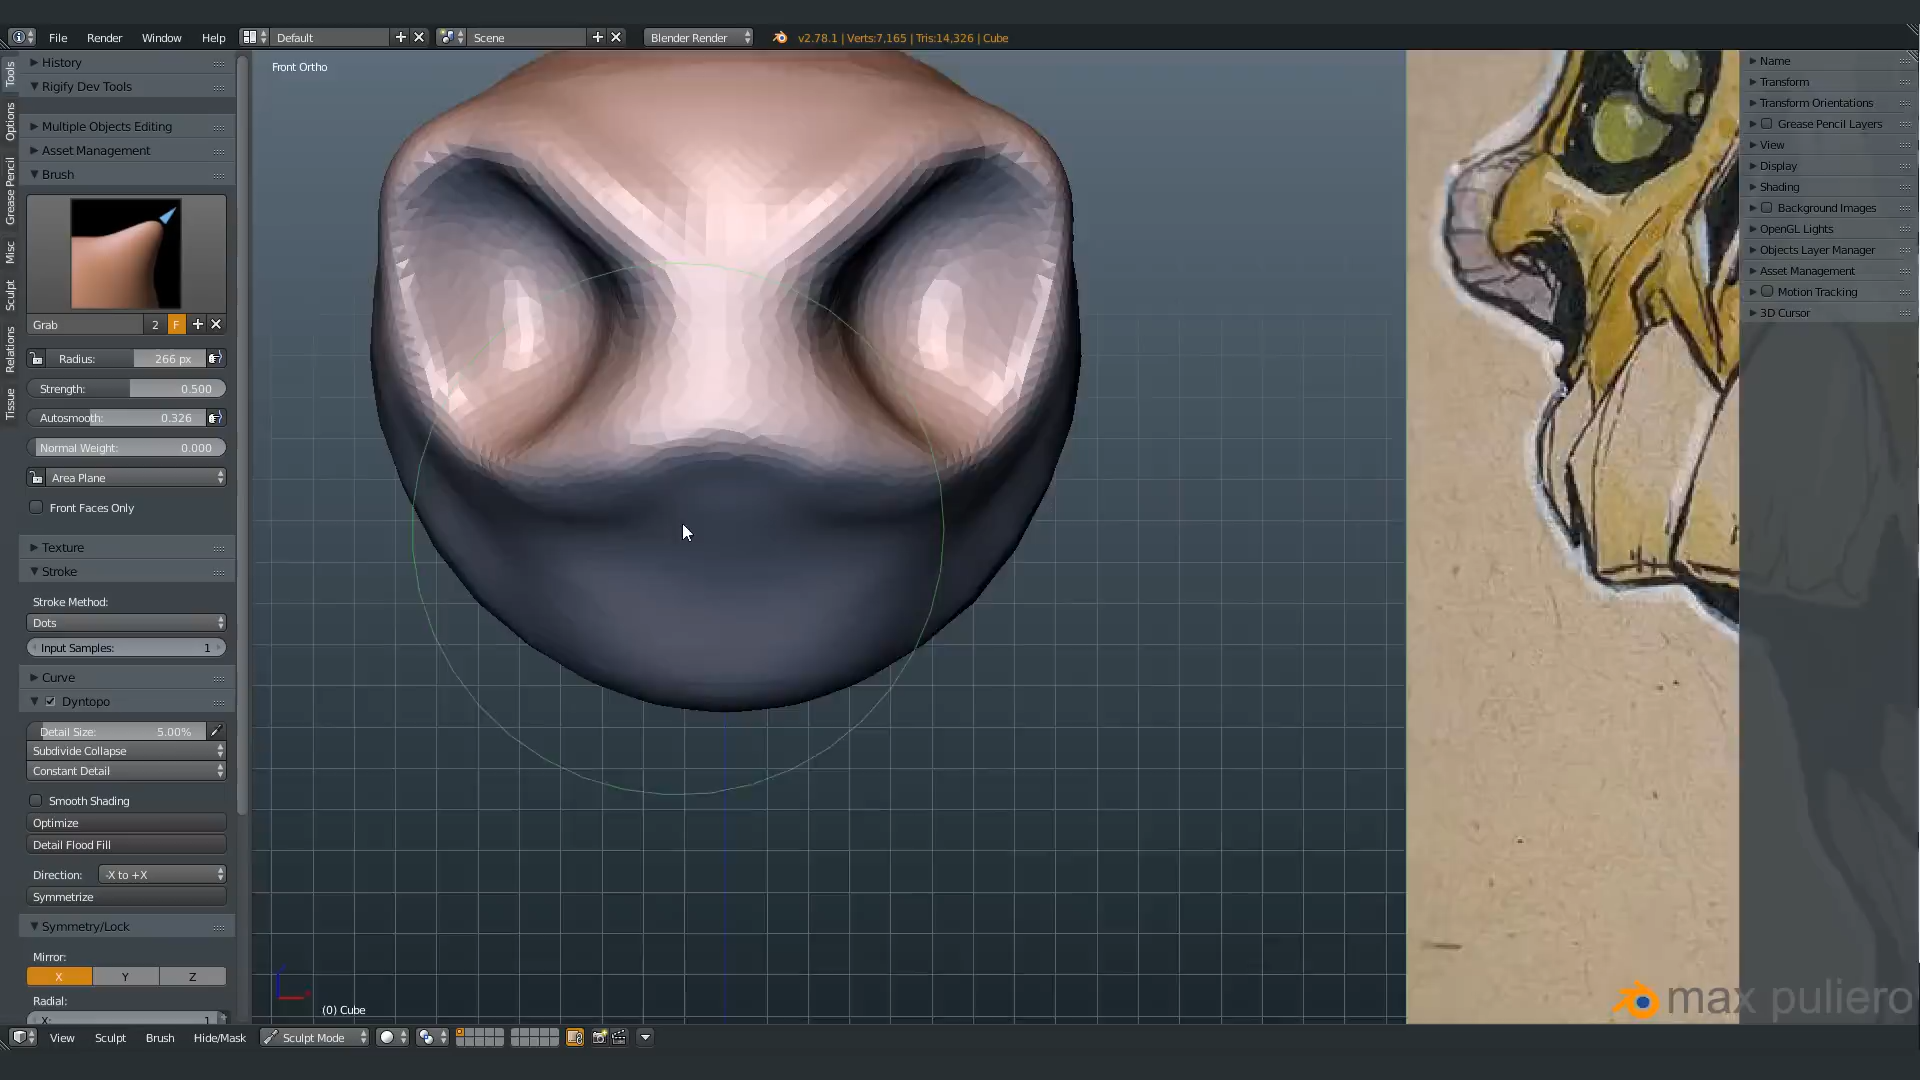 File Render Window Help Default Scene Blender Render v2.78.1 | Verts:7,165 | Tris:14,326 | Cube
Tools
Options
Grease Pencil
Misc
Sculpt
Relations
Tissue
History
Rigify Dev Tools
Multiple Objects Editing
Asset Management
Brush
Grab 2 F
Radius: 266 px
Strength: 0.500
Autosmooth: 0.326
Normal Weight: 0.000
Area Plane
Front Faces Only
Texture
Stroke
Stroke Method:
Dots
Input Samples: 1
Curve
Dyntopo
Detail Size: 5.00%
Subdivide Collapse
Constant Detail
Smooth Shading
Optimize
Detail Flood Fill
Direction: -X to +X
Symmetrize
Symmetry/Lock
Mirror:
X Y Z
Radial:
X: 1
Front Ortho
(0) Cube
Name
Transform
Transform Orientations
Grease Pencil Layers
View
Display
Shading
Background Images
OpenGL Lights
Objects Layer Manager
Asset Management
Motion Tracking
3D Cursor
max puliero
View Sculpt Brush Hide/Mask Sculpt Mode